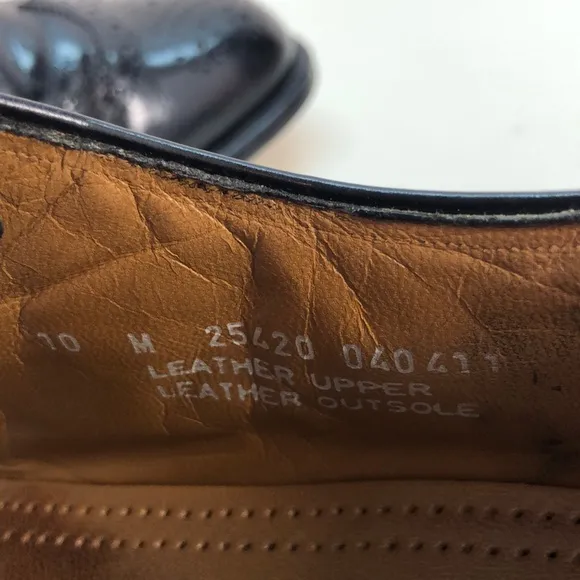 10 M 25420 040411
LEATHER UPPER
LEATHER OUTSOLE